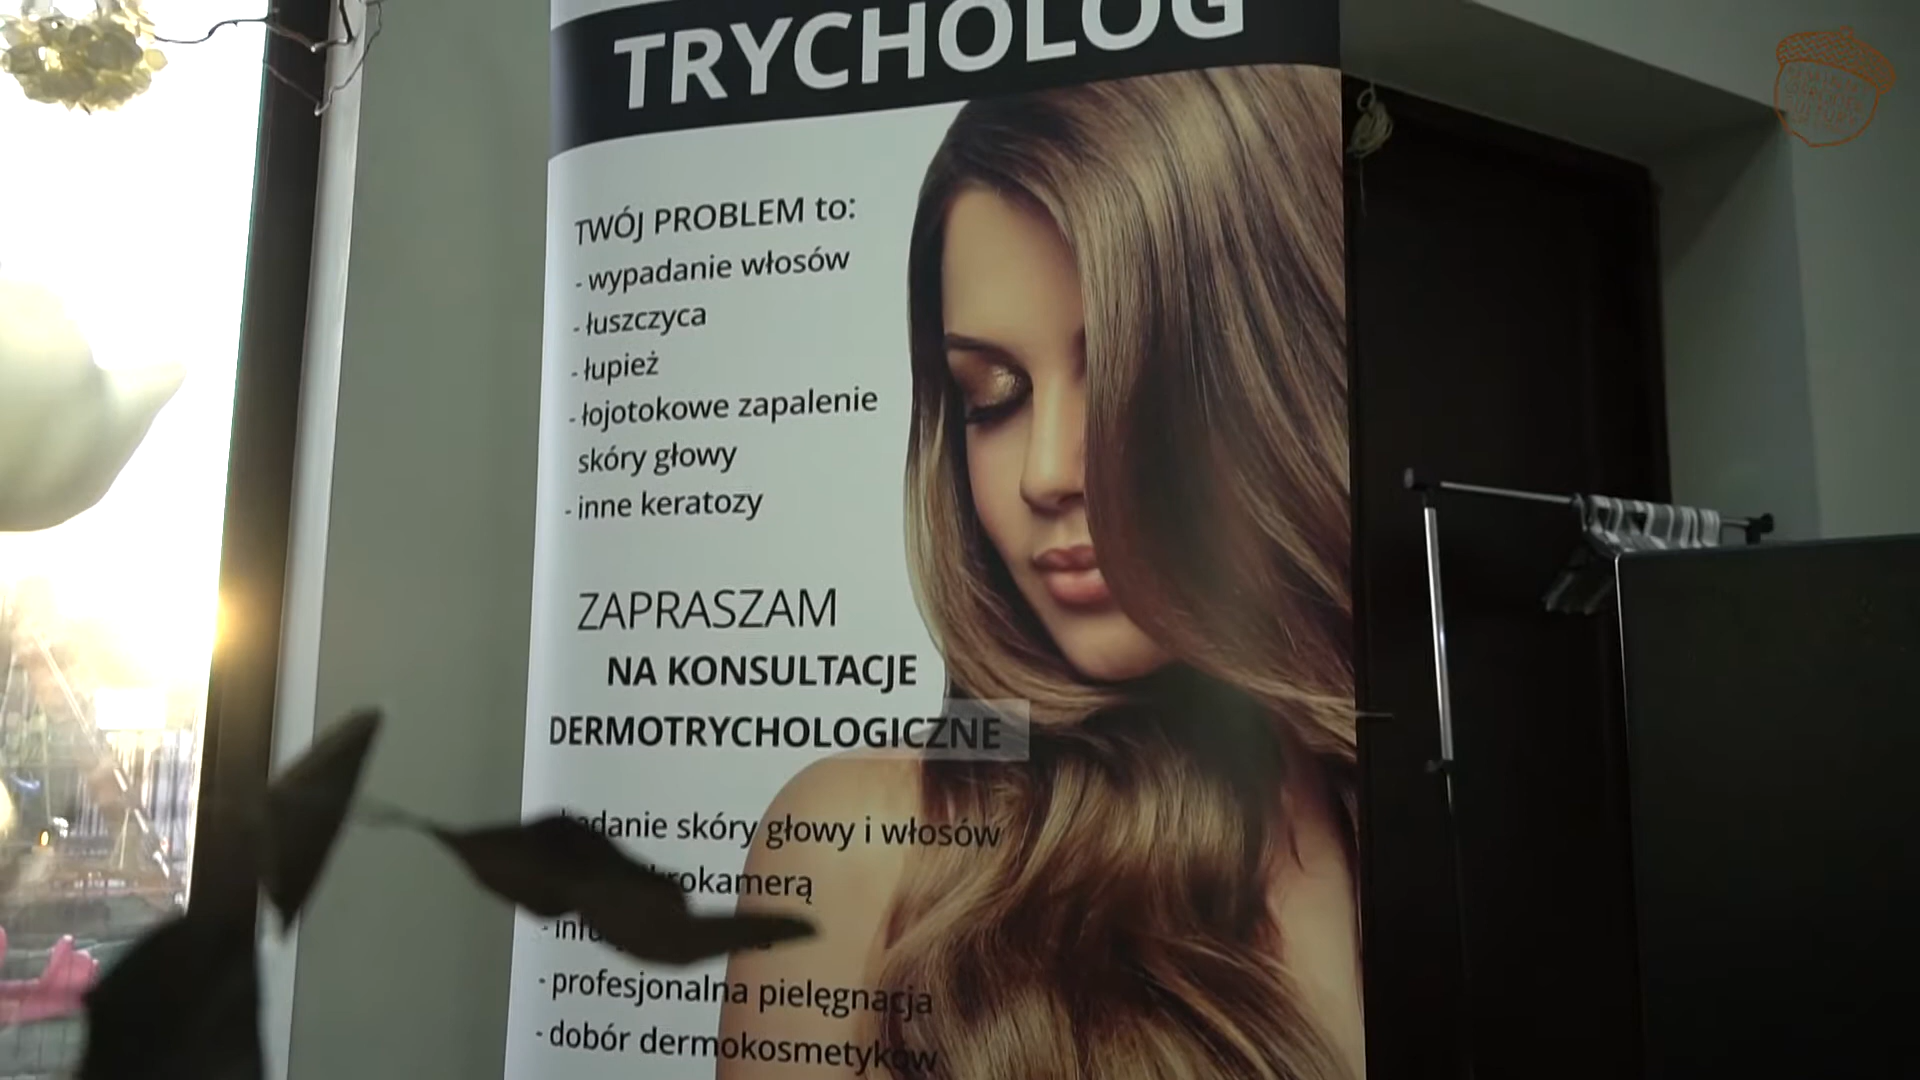 TRYCHOLOG
TWÓJ PROBLEM to:
- wypadanie włosów
- łuszczyca
- łupież
- łojotokowe zapalenie
skóry głowy
- inne keratozy
ZAPRASZAM
NA KONSULTACJE
DERMOTRYCHOLOGICZNE
skóry głowy i włosów
- profesjonalna pielęgnacja
- dobór dermokosmetyków